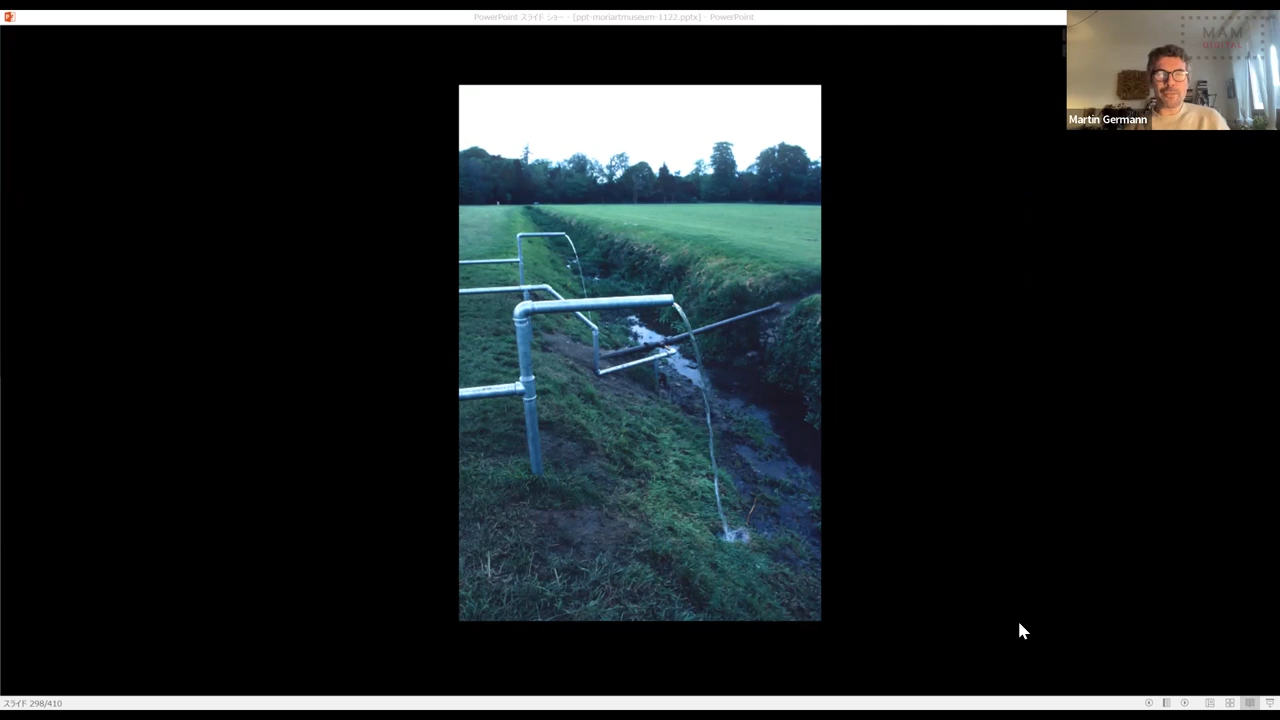 PowerPoint スライド ショー - [ppt-moriartmuseum-1122.pptx] - PowerPoint
MAM
DIGITAL
Martin Germann
スライド 298/410